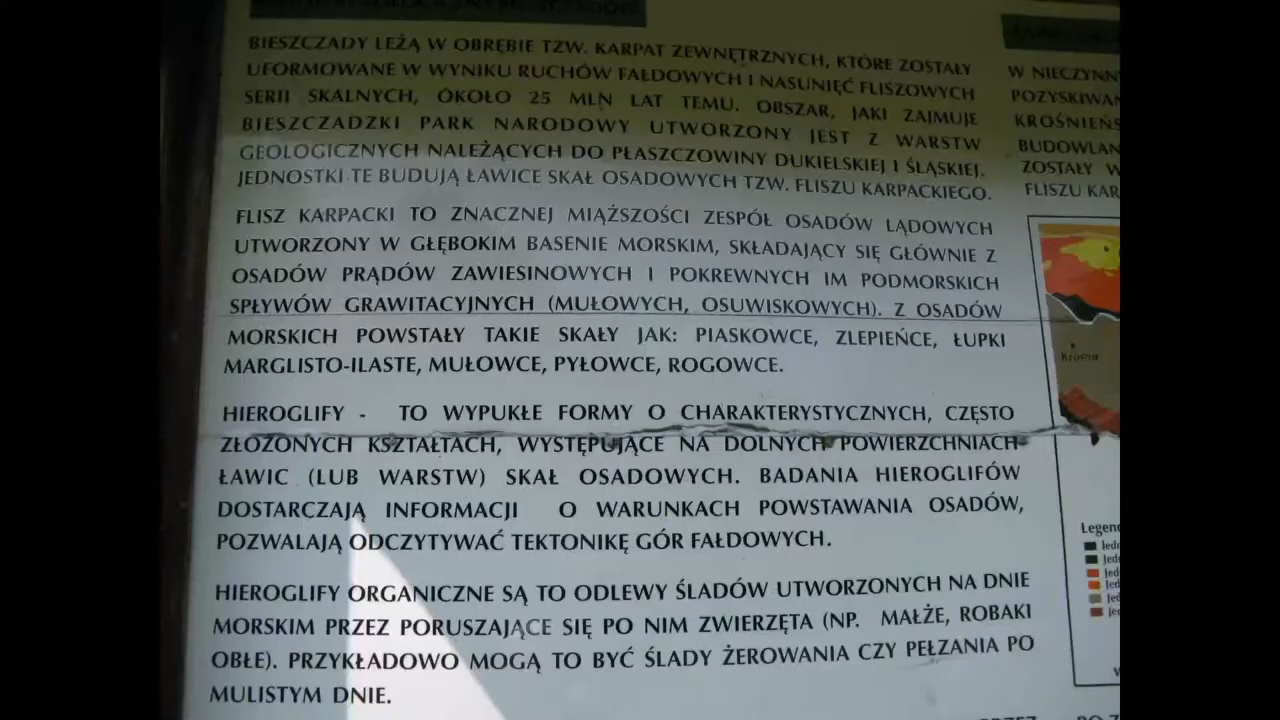 BIESZCZADY LEŻĄ W OBRĘBIE TZW. KARPAT ZEWNĘTRZNYCH, KTÓRE ZOSTAŁY
UFORMOWANE W WYNIKU RUCHÓW FAŁDOWYCH I NASUNIĘĆ FLISZOWYCH
SERII SKALNYCH, OKOŁO 25 MLN LAT TEMU. OBSZAR, JAKI ZAJMUJE
BIESZCZADZKI PARK NARODOWY UTWORZONY JEST Z WARSTW
GEOLOGICZNYCH NALEŻĄCYCH DO PŁASZCZOWINY DUKIELSKIEJ I ŚLĄSKIEJ.
JEDNOSTKI TE BUDUJĄ ŁAWICE SKAŁ OSADOWYCH TZW. FLISZU KARPACKIEGO.
FLISZ KARPACKI TO ZNACZNEJ MIĄŻSZOŚCI ZESPÓŁ OSADÓW LĄDOWYCH
UTWORZONY W GŁĘBOKIM BASENIE MORSKIM, SKŁADAJĄCY SIĘ GŁÓWNIE Z
OSADÓW PRĄDÓW ZAWIESINOWYCH I POKREWNYCH IM PODMORSKICH
SPŁYWÓW GRAWITACYJNYCH (MUŁOWYCH, OSUWISKOWYCH). Z OSADÓW
MORSKICH POWSTAŁY TAKIE SKAŁY JAK: PIASKOWCE, ZLEPIEŃCE, ŁUPKI
MARGLISTO-ILASTE, MUŁOWCE, PYŁOWCE, ROGOWCE.
HIEROGLIFY - TO WYPUKŁE FORMY O CHARAKTERYSTYCZNYCH, CZĘSTO
ZŁOŻONYCH KSZTAŁTACH, WYSTĘPUJĄCE NA DOLNYCH POWIERZCHNIACH
ŁAWIC (LUB WARSTW) SKAŁ OSADOWYCH. BADANIA HIEROGLIFÓW
DOSTARCZAJĄ INFORMACJI O WARUNKACH POWSTAWANIA OSADÓW,
POZWALAJĄ ODCZYTYWAĆ TEKTONIKĘ GÓR FAŁDOWYCH.
HIEROGLIFY ORGANICZNE SĄ TO ODLEWY ŚLADÓW UTWORZONYCH NA DNIE
MORSKIM PRZEZ PORUSZAJĄCE SIĘ PO NIM ZWIERZĘTA (NP. MAŁŻE, ROBAKI
OBŁE). PRZYKŁADOWO MOGĄ TO BYĆ ŚLADY ŻEROWANIA CZY PEŁZANIA PO
MULISTYM DNIE.
W NIECZYNN
POZYSKIWAN
KROŚNIEŃS
BUDOWLAN
ZOSTAŁY W
FLISZU KAR
Krosno
Legen
Jedn
Jed
Jed
Jed
Je
Je